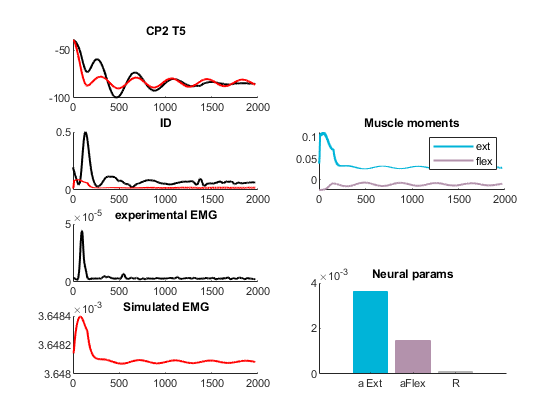 CP2 T5
-50
-100
0 500 1000 1500 2000
ID
0.5
0
0 500 1000 1500 2000
experimental EMG
×10-5
5
0
0 500 1000 1500 2000
Simulated EMG
×10-3
3.6484
3.6482
3.648
0 500 1000 1500 2000
Muscle moments
0.1
0.05
0
ext
flex
0 500 1000 1500 2000
Neural params
×10-3
4
2
0
a Ext aFlex R